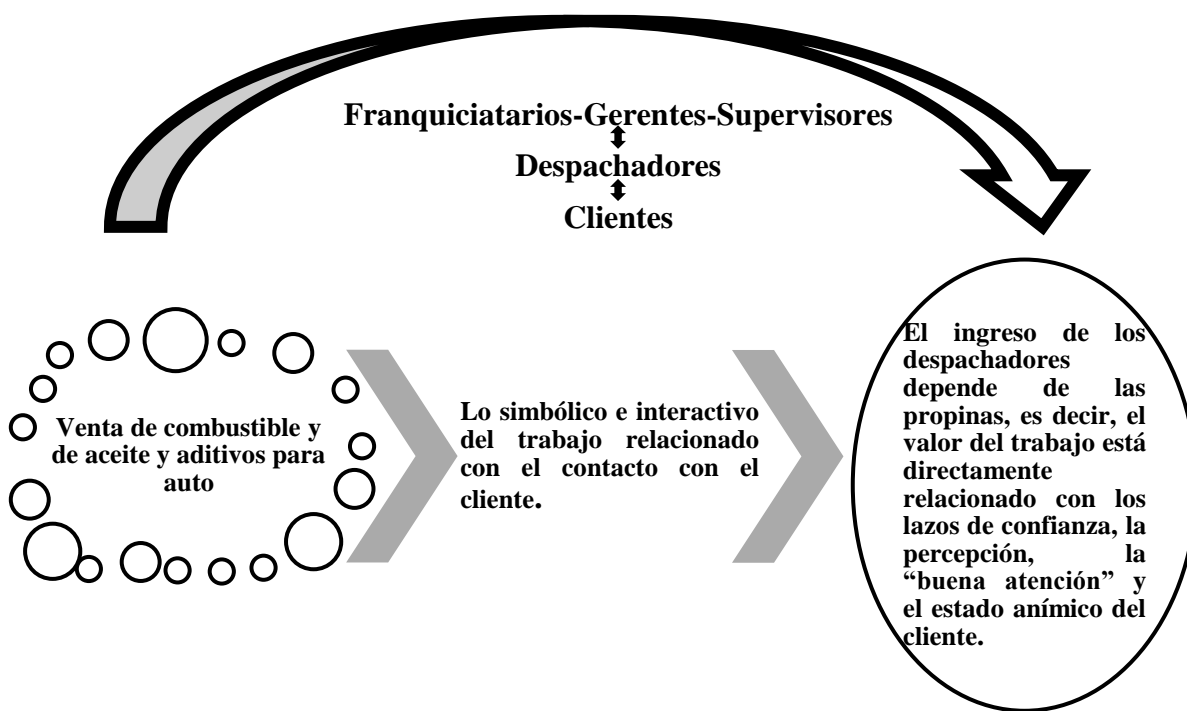 Franquiciatarios-Gerentes-Supervisores
Despachadores
Clientes
Venta de combustible y
de aceite y aditivos para
auto
Lo simbólico e interactivo
del trabajo relacionado
con el contacto con el
cliente.
El ingreso de los
despachadores
depende de las
propinas, es decir, el
valor del trabajo está
directamente
relacionado con los
lazos de confianza, la
percepción, la
“buena atención” y
el estado anímico del
cliente.